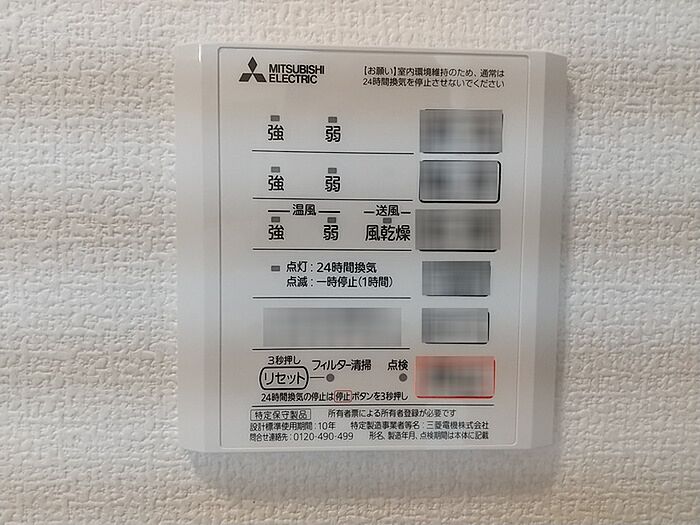 MITSUBISHI
ELECTRIC
【お願い】室内環境維持のため、通常は
24時間換気を停止させないでください
強 弱
強 弱
温風 送風
強 弱 風乾燥
点灯:24時間換気
点滅:一時停止(1時間)
3秒押し
リセット フィルター清掃 点検
24時間換気の停止は停止ボタンを3秒押し
特定保守製品 所有者票による所有者登録が必要です
設計標準使用期間:10年 特定製造事業者等名:三菱電機株式会社
問合せ連絡先:0120-490-499 形名、製造年月、点検期間は本体に記載